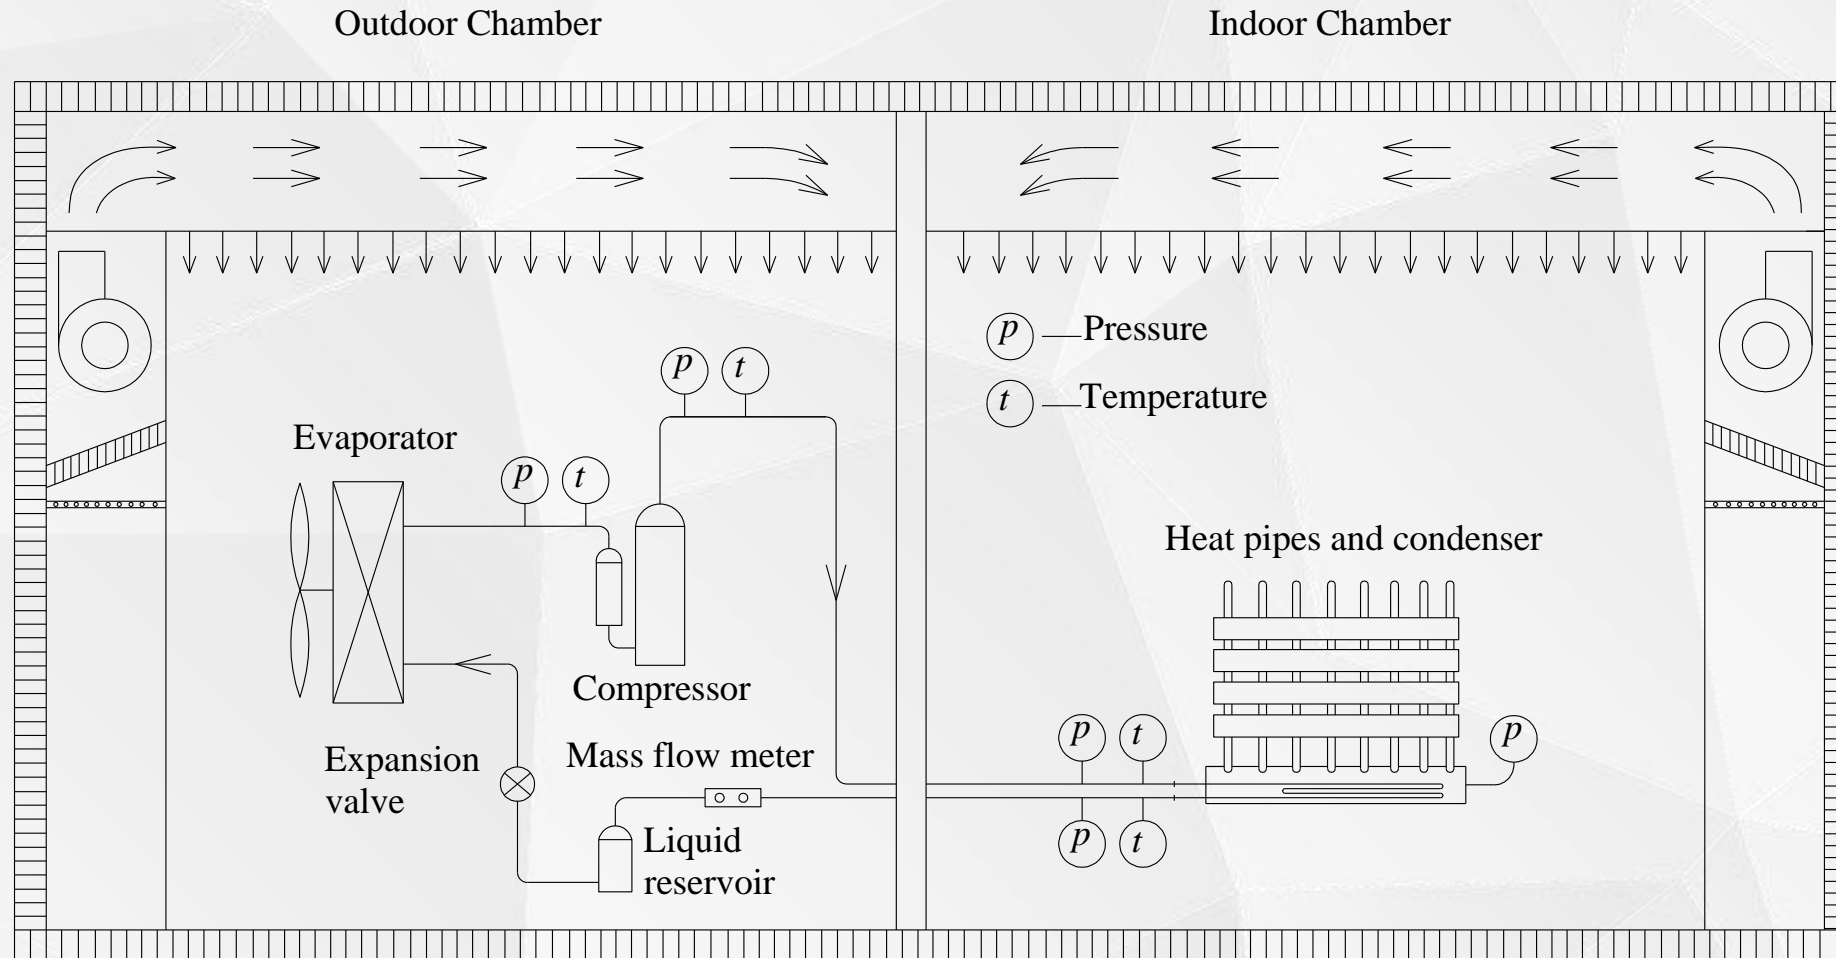 Outdoor Chamber
Indoor Chamber
p
Pressure
p
t
t
Temperature
Evaporator
p
t
Heat pipes and condenser
Compressor
p
t
p
Mass flow meter
Expansion
valve
Liquid
reservoir
p
t